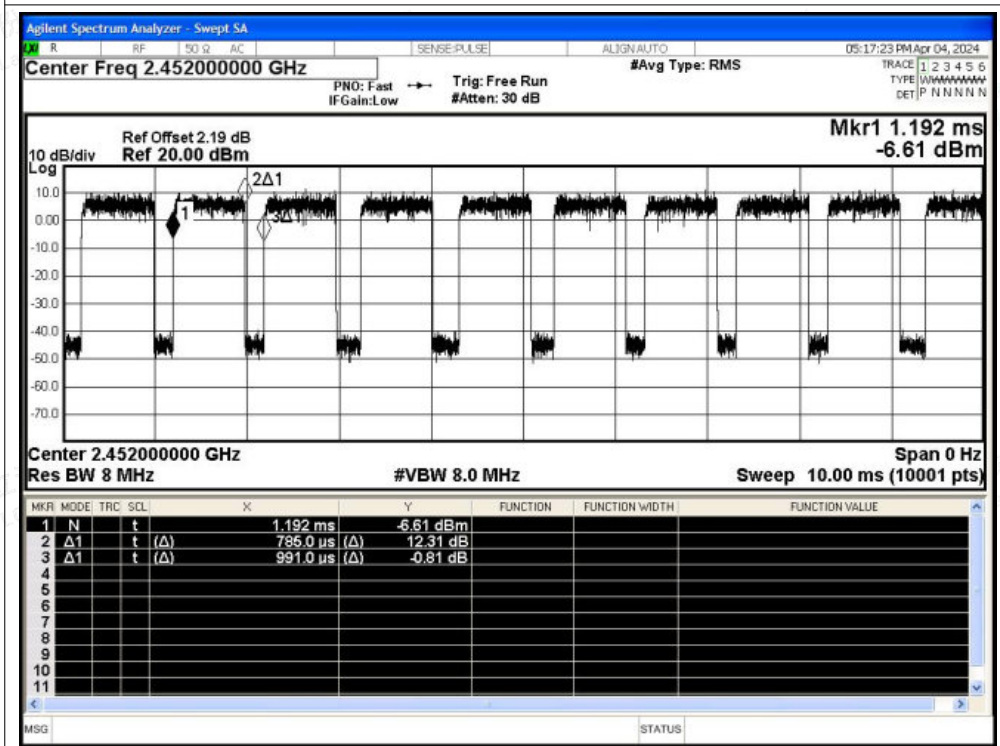 Agilent Spectrum Analyzer - Swept SA
LXI R RF 50 Ω AC SENSE:PULSE ALIGN AUTO 05:17:23 PM Apr 04, 2024
Center Freq 2.452000000 GHz #Avg Type: RMS TRACE 1 2 3 4 5 6
PNO: Fast Trig: Free Run TYPE WWWWWW
IFGain:Low #Atten: 30 dB DET P N N N N N
Mkr1 1.192 ms
Ref Offset 2.19 dB
10 dB/div Ref 20.00 dBm -6.61 dBm
Log
2Δ1
10.0
1
3Δ
0.00
-10.0
-20.0
-30.0
-40.0
-50.0
-60.0
-70.0
Center 2.452000000 GHz Span 0 Hz
Res BW 8 MHz #VBW 8.0 MHz Sweep 10.00 ms (10001 pts)
MKR MODE TRC SCL X Y FUNCTION FUNCTION WIDTH FUNCTION VALUE
1 N t 1.192 ms -6.61 dBm
2 Δ1 t (Δ) 785.0 µs (Δ) 12.31 dB
3 Δ1 t (Δ) 991.0 µs (Δ) -0.81 dB
4
5
6
7
8
9
10
11
MSG STATUS